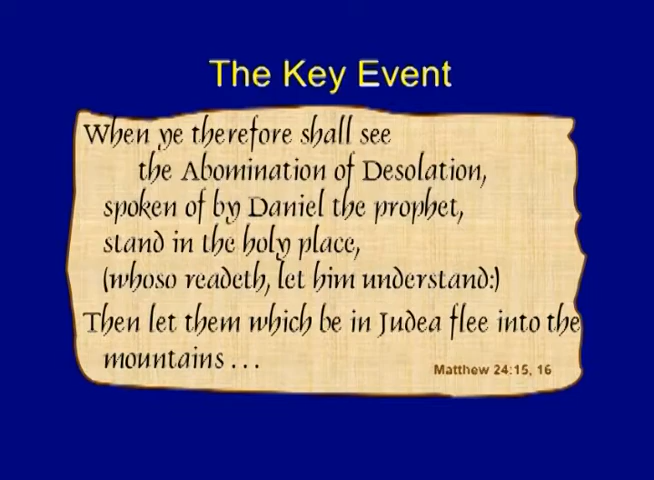 The Key Event
When ye therefore shall see
the Abomination of Desolation,
spoken of by Daniel the prophet,
stand in the holy place,
(whoso readeth, let him understand:)
Then let them which be in Judea flee into the
mountains . . .
Matthew 24:15, 16